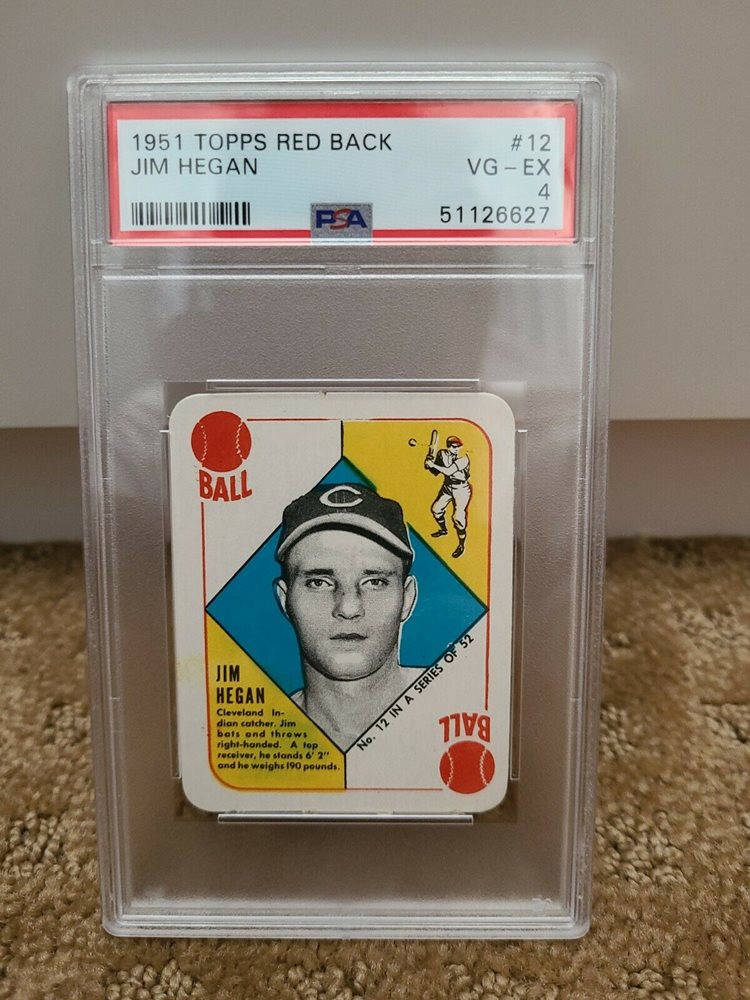 1951 TOPPS RED BACK #12
JIM HEGAN VG - EX
4
PSA 51126627
BALL
C
JIM
HEGAN
Cleveland In-
dian catcher. Jim
bats and throws
right-handed. A top
receiver, he stands 6' 2"
and he weighs 190 pounds.
No. 12 IN A SERIES OF 52
BALL